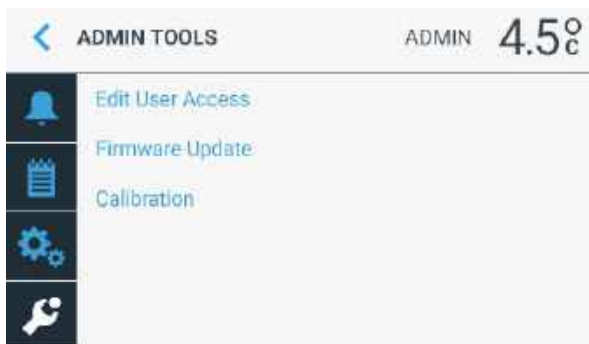 ADMIN TOOLS ADMIN 4.5°C
Edit User Access
Firmware Update
Calibration